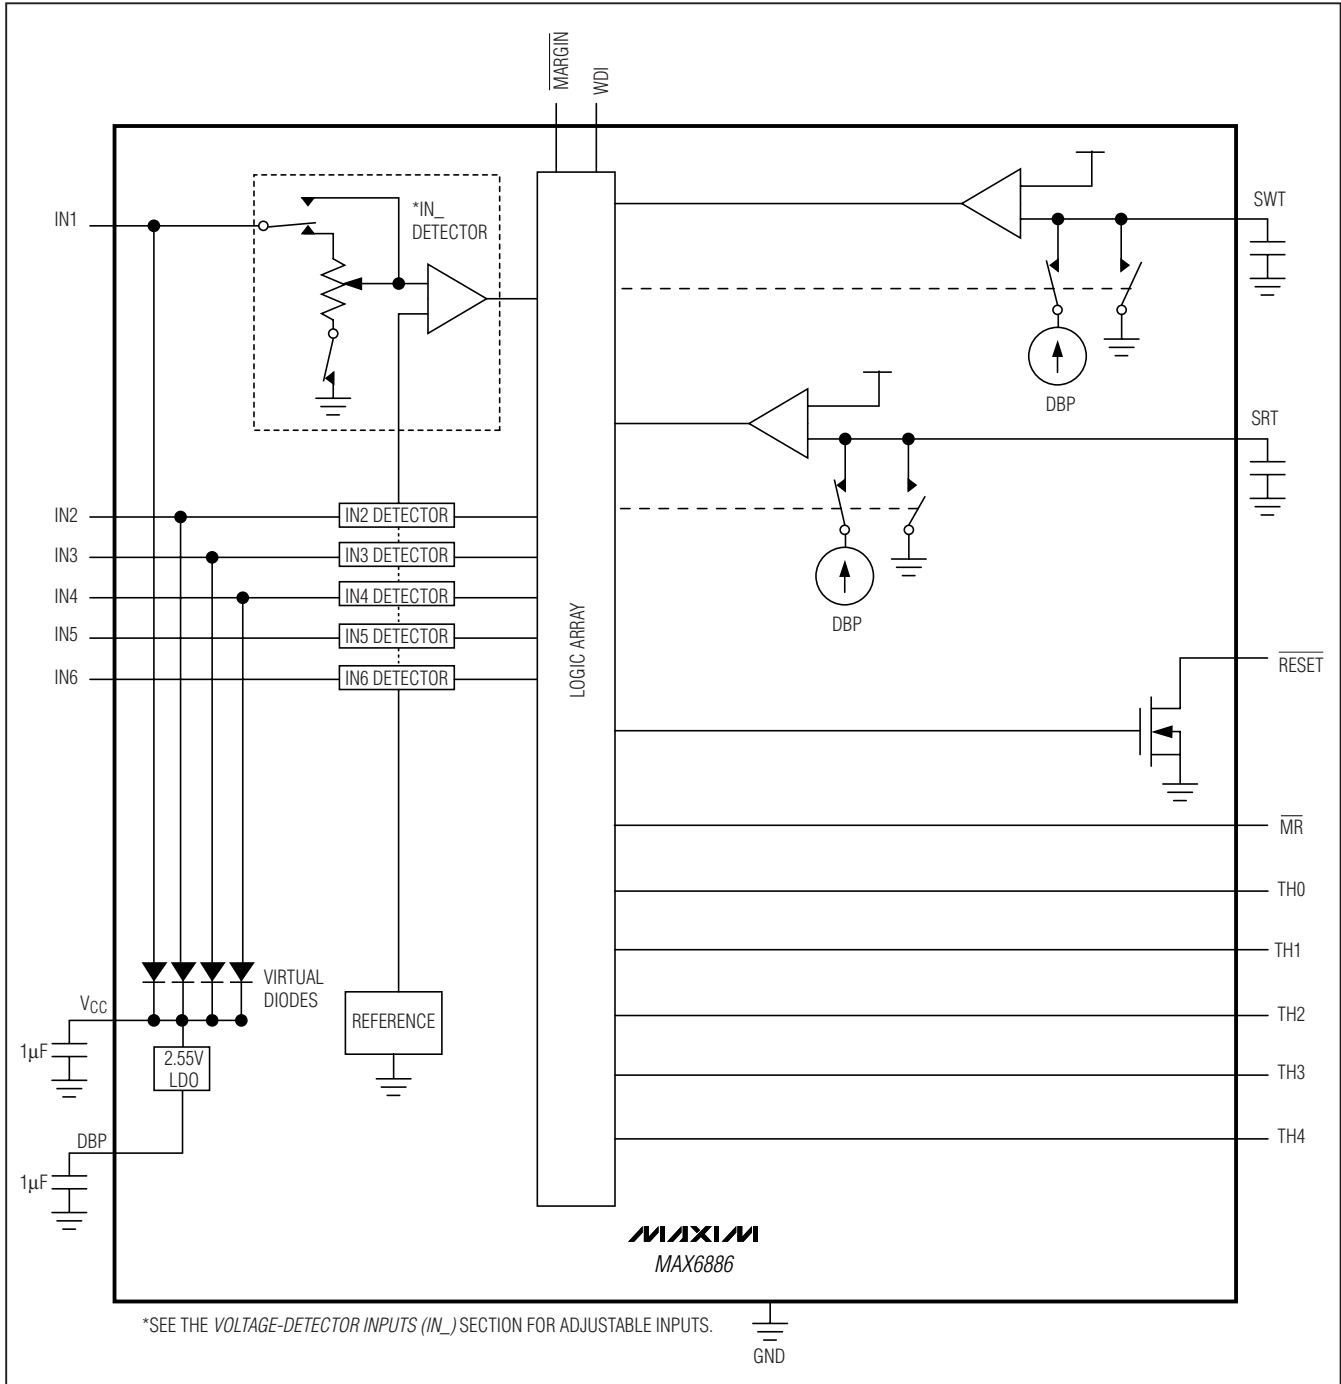 MARGIN
WDI
IN1
*IN_
DETECTOR
SWT
DBP
SRT
DBP
IN2
IN2 DETECTOR
IN3
IN3 DETECTOR
IN4
IN4 DETECTOR
IN5
IN5 DETECTOR
IN6
IN6 DETECTOR
LOGIC ARRAY
RESET
MR
TH0
TH1
TH2
TH3
TH4
VIRTUAL
DIODES
VCC
1µF
2.55V
LDO
REFERENCE
DBP
1µF
MAXIM
MAX6886
*SEE THE VOLTAGE-DETECTOR INPUTS (IN_) SECTION FOR ADJUSTABLE INPUTS.
GND